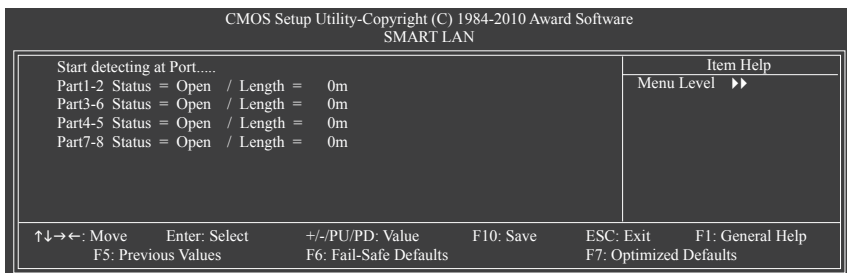 CMOS Setup Utility-Copyright (C) 1984-2010 Award Software
SMART LAN
Start detecting at Port.....
Part1-2 Status = Open / Length = 0m
Part3-6 Status = Open / Length = 0m
Part4-5 Status = Open / Length = 0m
Part7-8 Status = Open / Length = 0m
Item Help
Menu Level ▶▶
↑↓→←: Move Enter: Select +/-/PU/PD: Value F10: Save ESC: Exit F1: General Help
F5: Previous Values F6: Fail-Safe Defaults F7: Optimized Defaults